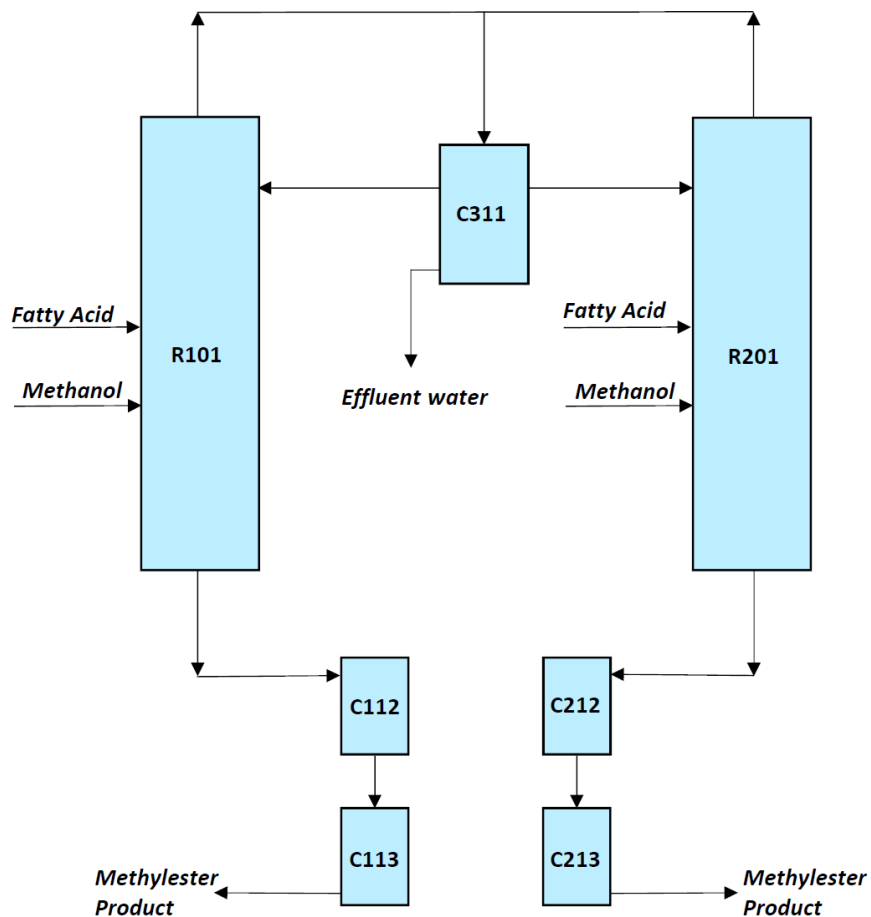 C311
Fatty Acid
R101
Methanol
Effluent water
Fatty Acid
R201
Methanol
C112
C212
C113
C213
Methylester
Product
Methylester
Product